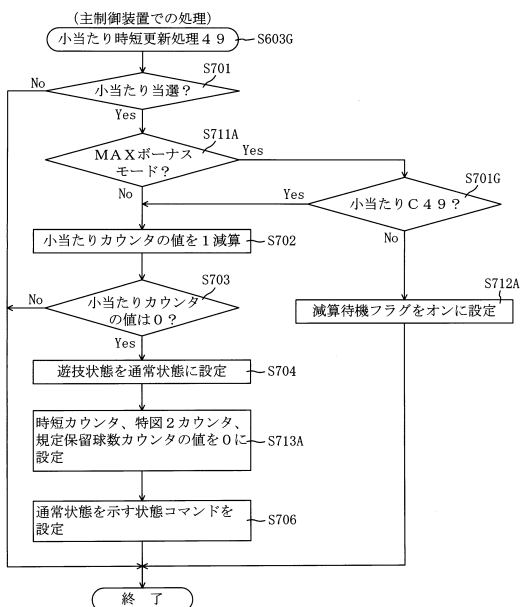 (主制御装置での処理)
小当たり時短更新処理４９
S603G
S701
No
小当たり当選？
Yes
S711A
ＭＡＸボーナス
モード？
Yes
No
S701G
Yes
小当たりＣ４９？
No
小当たりカウンタの値を１減算
S702
S703
No
小当たりカウンタ
の値は０？
Yes
S712A
減算待機フラグをオンに設定
遊技状態を通常状態に設定
S704
時短カウンタ、特図２カウンタ、
規定保留球数カウンタの値を０に
設定
S713A
通常状態を示す状態コマンドを
設定
S706
終　了